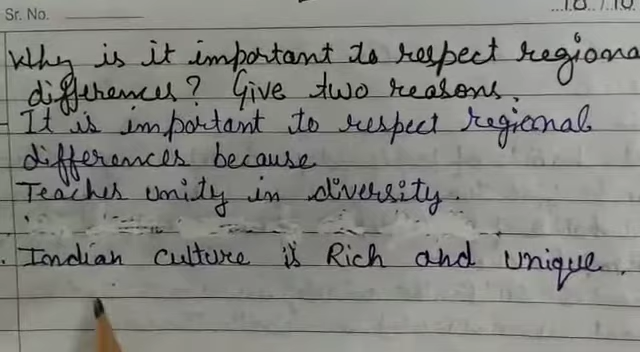 Sr. No.
Why is it important to respect regiona
differences? Give two reasons.
It is important to respect regional
differences because
Teaches unity in diversity.
. Indian culture is Rich and unique.